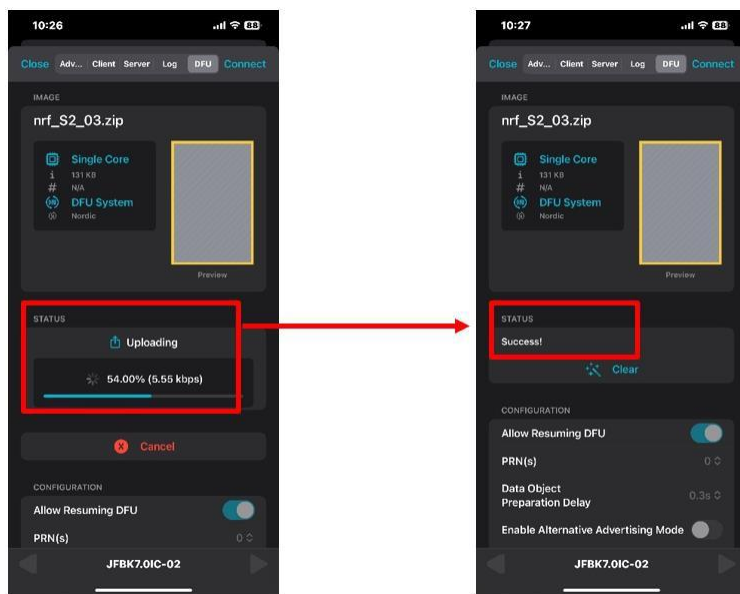 10:26
88
Close Adv... Client Server Log DFU Connect
IMAGE
nrf_S2_03.zip
Single Core
131 KB
# N/A
DFU System
Nordic
Preview
STATUS
Uploading
54.00% (5.55 kbps)
Cancel
CONFIGURATION
Allow Resuming DFU
PRN(s) 0
JFBK7.0IC-02
10:27
88
Close Adv... Client Server Log DFU Connect
IMAGE
nrf_S2_03.zip
Single Core
131 KB
# N/A
DFU System
Nordic
Preview
STATUS
Success!
Clear
CONFIGURATION
Allow Resuming DFU
PRN(s) 0
Data Object
Preparation Delay 0.3s
Enable Alternative Advertising Mode
JFBK7.0IC-02